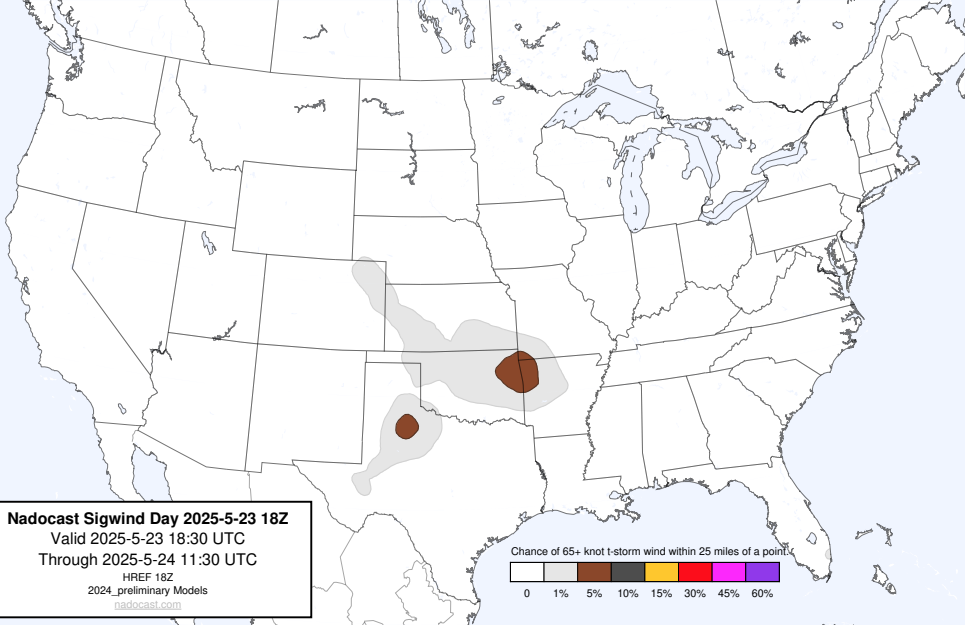 Nadocast Sigwind Day 2025-5-23 18Z
Valid 2025-5-23 18:30 UTC
Through 2025-5-24 11:30 UTC
HREF 18Z
2024_preliminary Models
nadocast.com
Chance of 65+ knot t-storm wind within 25 miles of a point.
0 1% 5% 10% 15% 30% 45% 60%